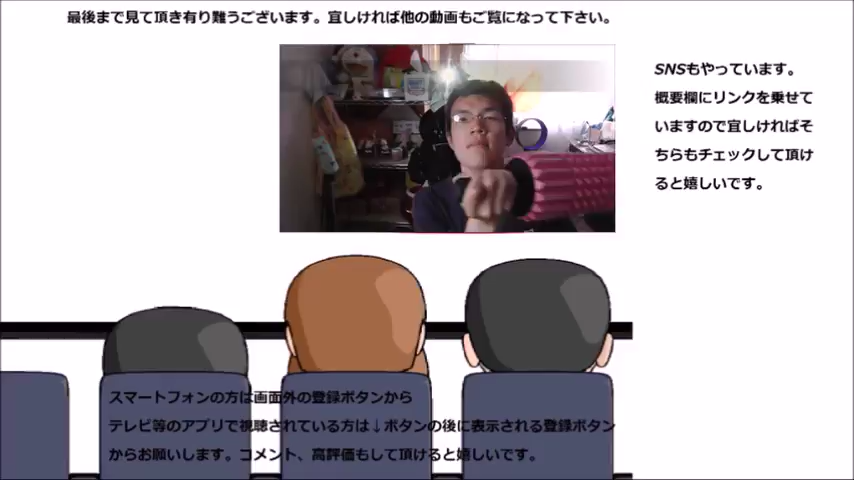 最後まで見て頂き有り難うございます。宜しければ他の動画もご覧になって下さい。
SNSもやっています。
概要欄にリンクを乗せて
いますので宜しければそ
ちらもチェックして頂け
ると嬉しいです。
スマートフォンの方は画面外の登録ボタンから
テレビ等のアプリで視聴されている方は↓ボタンの後に表示される登録ボタン
からお願いします。コメント、高評価もして頂けると嬉しいです。